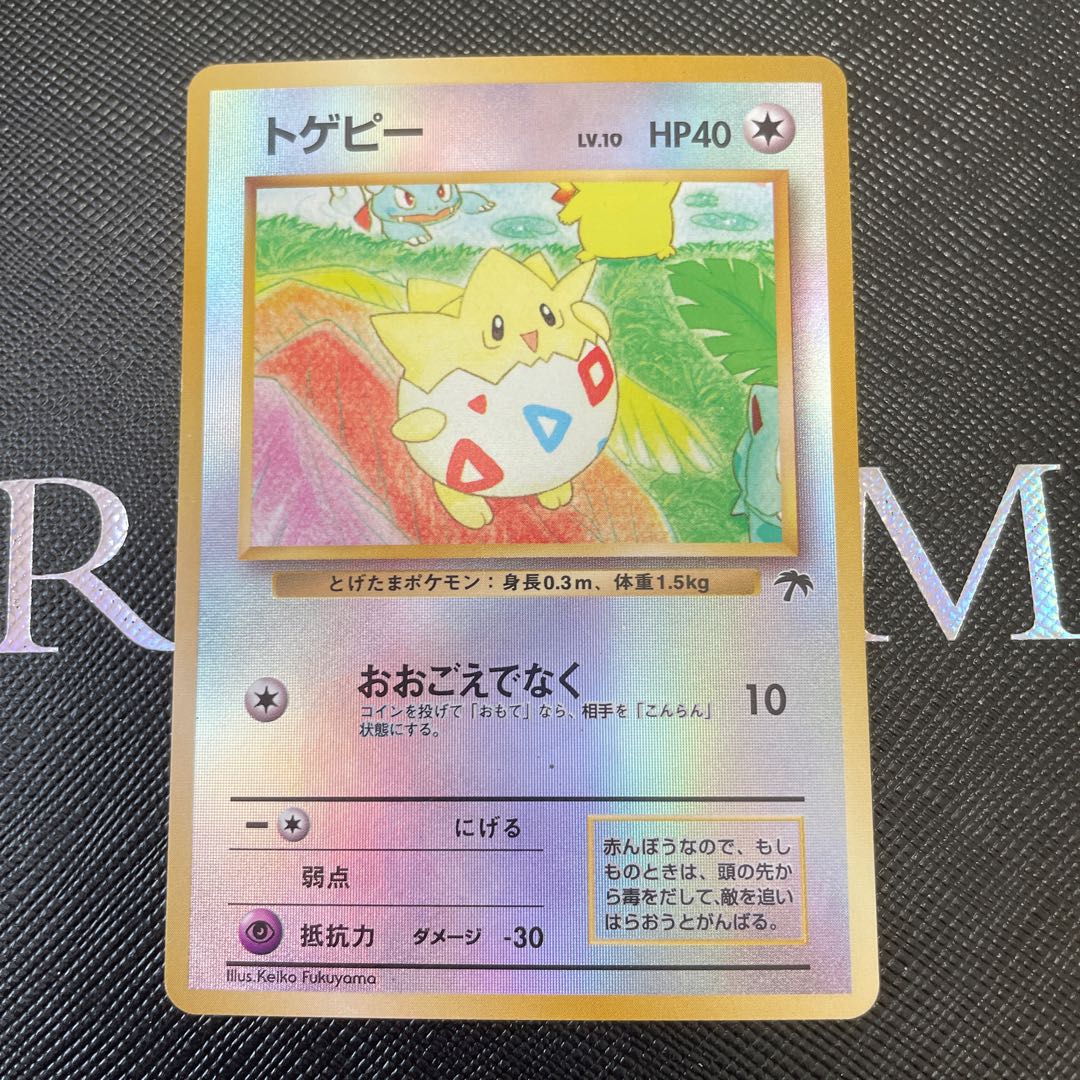 トゲピー LV.10 HP40
とげたまポケモン：身長0.3m、体重1.5kg
R M
おおごえでなく 10
コインを投げて「おもて」なら、相手を「こんらん」
状態にする。
− にげる
弱点
抵抗力 ダメージ -30
赤んぼうなので、もし
ものときは、頭の先か
ら毒をだして、敵を追い
はらおうとがんばる。
Illus.Keiko Fukuyama